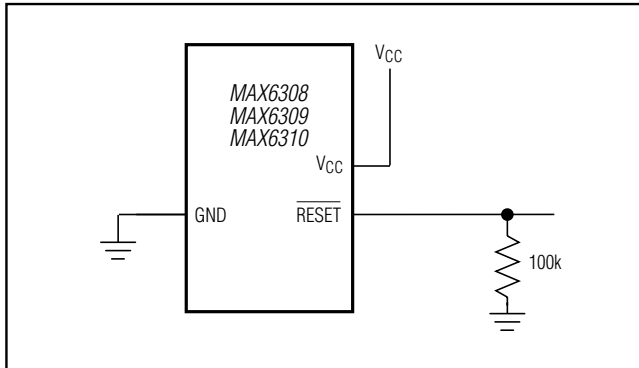 VCC
MAX6308
MAX6309
MAX6310
VCC
GND
RESET
100k